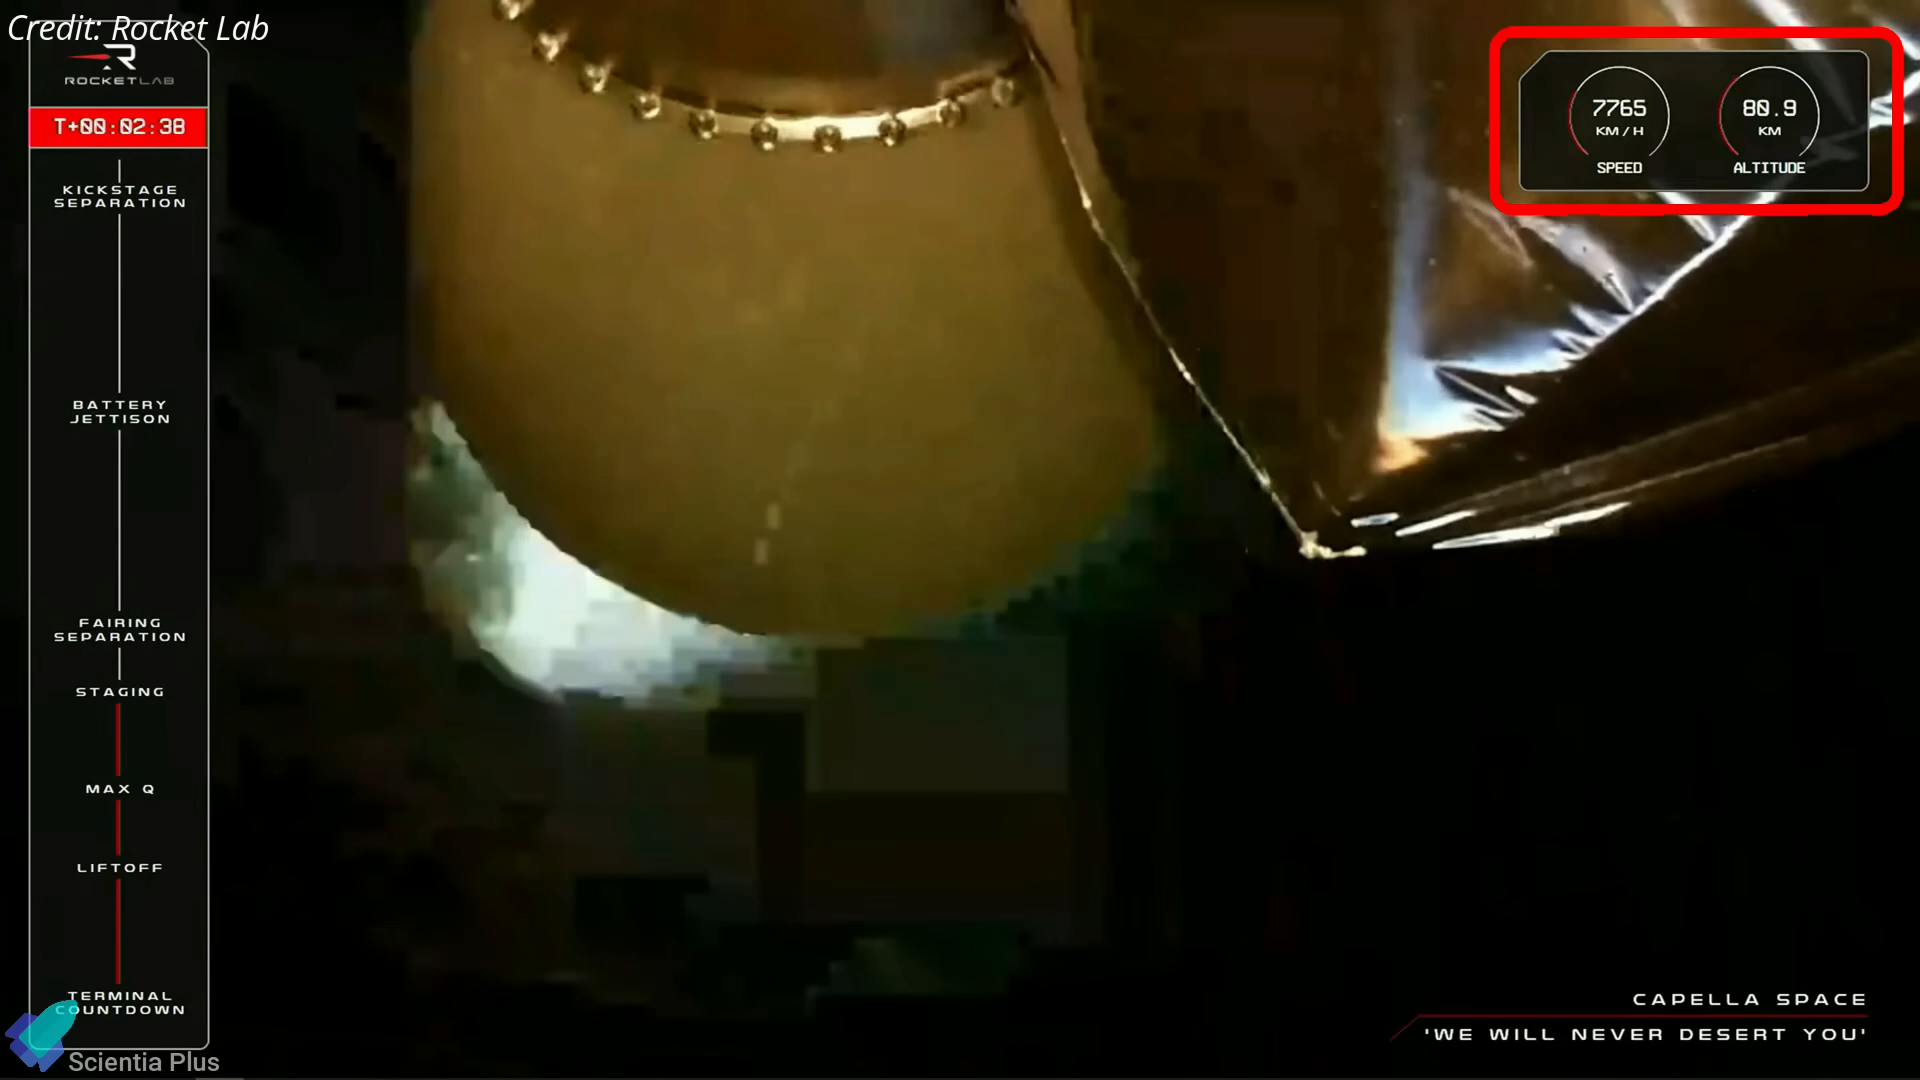 Credit: Rocket Lab
ROCKETLAB
T+00:02:38
KICKSTAGE
SEPARATION
BATTERY
JETTISON
FAIRING
SEPARATION
STAGING
MAX Q
LIFTOFF
TERMINAL
COUNTDOWN
Scientia Plus
7765
KM/H
SPEED
80.9
KM
ALTITUDE
CAPELLA SPACE
'WE WILL NEVER DESERT YOU'